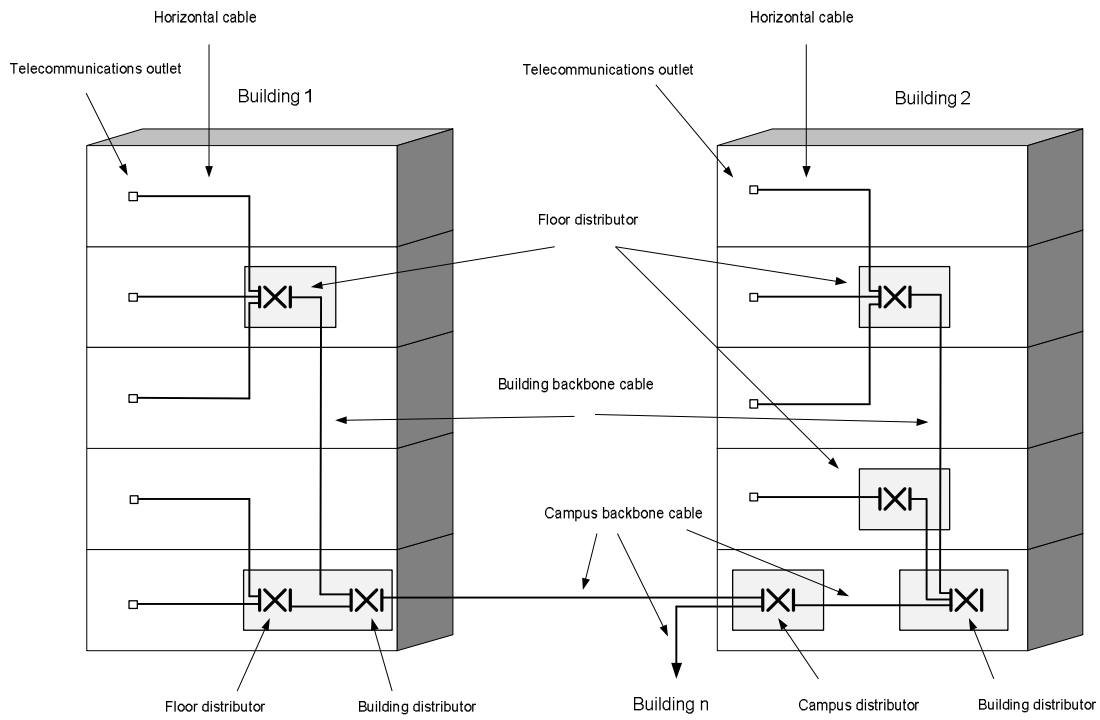 Horizontal cable
Horizontal cable
Telecommunications outlet
Telecommunications outlet
Building 1
Building 2
Floor distributor
Building backbone cable
Campus backbone cable
Building n
Floor distributor
Building distributor
Campus distributor
Building distributor